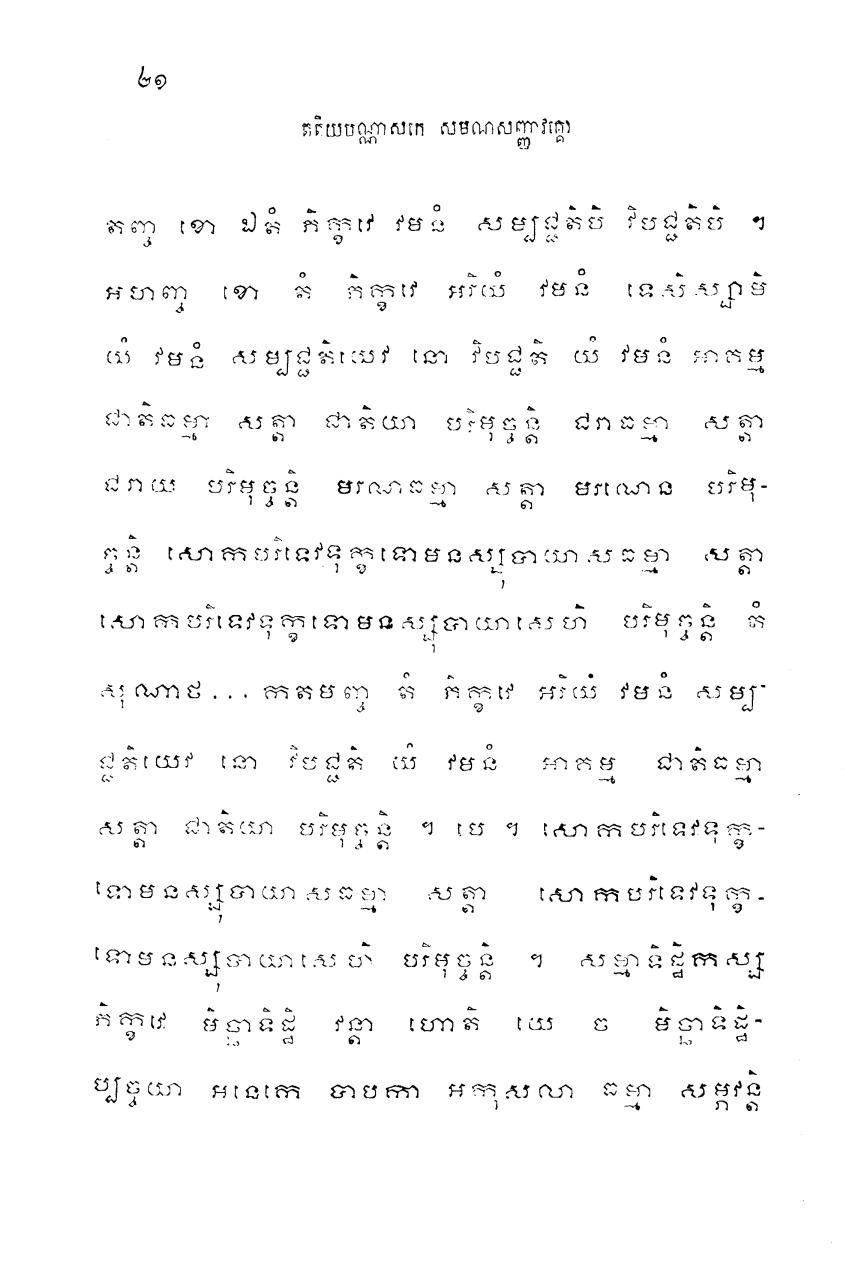 ៤១
តតិយបណ្ណាសកេ សមណសញ្ញាវគ្គោ
តញ្ច ខោ ឯតំ ភិក្ខវេ វមនំ សម្បជ្ជតិបិ វិបជ្ជតិបិ ។
អហញ្ច ខោ តំ ភិក្ខវេ អរិយំ វមនំ ទេសិស្សាមិ
យំ វមនំ សម្បជ្ជតិយេវ នោ វិបជ្ជតិ យំ វមនំ អាគម្ម
ជាតិធម្មា សត្តា ជាតិយា បរិមុច្ចន្តិ ជរាធម្មា សត្តា
ជរាយ បរិមុច្ចន្តិ មរណធម្មា សត្តា មរណេន បរិមុ-
ច្ចន្តិ សោកបរិទេវទុក្ខទោមនស្សុបាយាសធម្មា សត្តា
សោកបរិទេវទុក្ខទោមនស្សុបាយាសេហិ បរិមុច្ចន្តិ តំ
សុណាថ... កតមញ្ច តំ ភិក្ខវេ អរិយំ វមនំ សម្ប-
ជ្ជតិយេវ នោ វិបជ្ជតិ យំ វមនំ អាគម្ម ជាតិធម្មា
សត្តា ជាតិយា បរិមុច្ចន្តិ ។ បេ ។ សោកបរិទេវទុក្ខ-
ទោមនស្សុបាយាសធម្មា សត្តា សោកបរិទេវទុក្ខ-
ទោមនស្សុបាយាសេហិ បរិមុច្ចន្តិ ។ សម្មាទិដ្ឋិកស្ស
ភិក្ខវេ មិច្ឆាទិដ្ឋិ វន្តា ហោតិ យេ ច មិច្ឆាទិដ្ឋិ-
ប្បច្ចយា អនេកេ បាបកា អកុសលា ធម្មា សម្ភវន្តិ